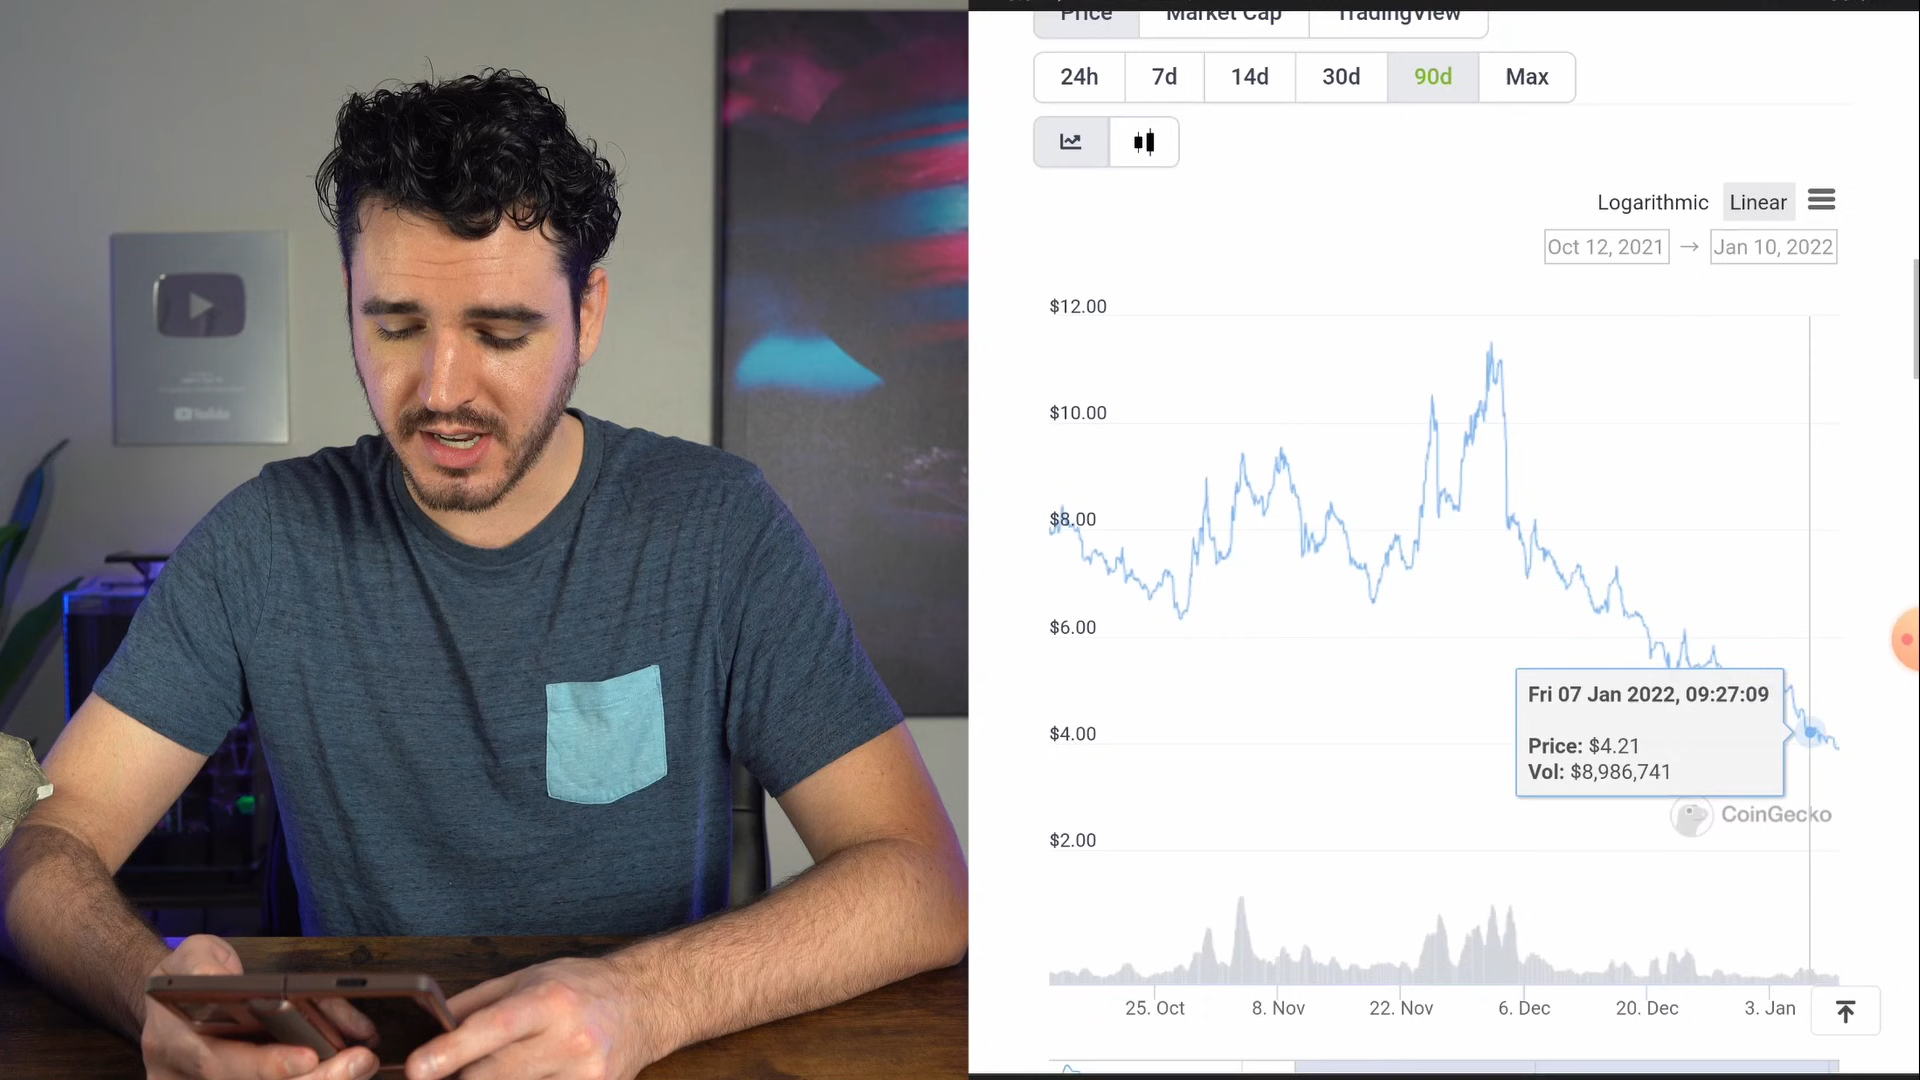 Price Market Cap TradingView
24h 7d 14d 30d 90d Max
Logarithmic Linear
Oct 12, 2021 → Jan 10, 2022
$12.00
$10.00
$8.00
$6.00
Fri 07 Jan 2022, 09:27:09
$4.00
Price: $4.21
Vol: $8,986,741
CoinGecko
$2.00
25. Oct 8. Nov 22. Nov 6. Dec 20. Dec 3. Jan
YouTube